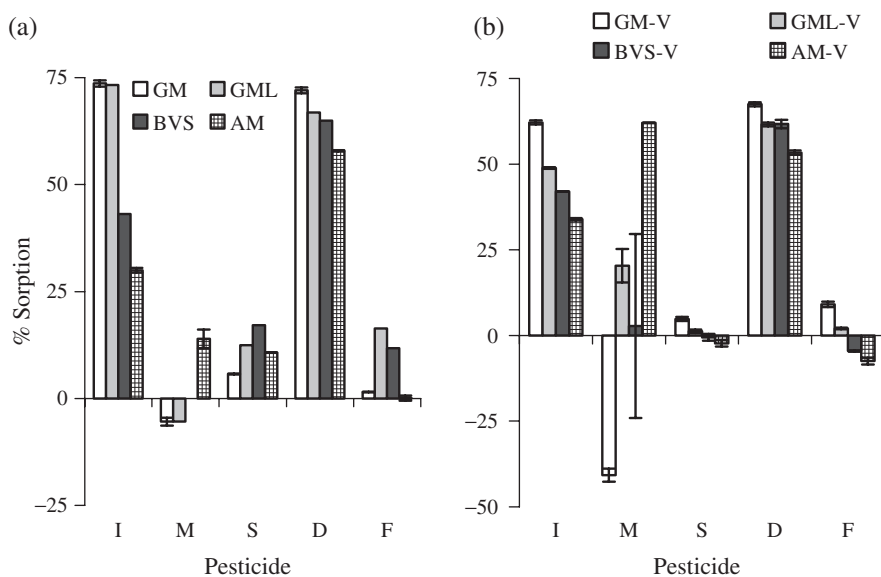 (a)
75
50
25
0
−25
% Sorption
GM GML
BVS AM
I M S D F
Pesticide
(b)
GM-V GML-V
BVS-V AM-V
75
50
25
0
−25
−50
I M S D F
Pesticide